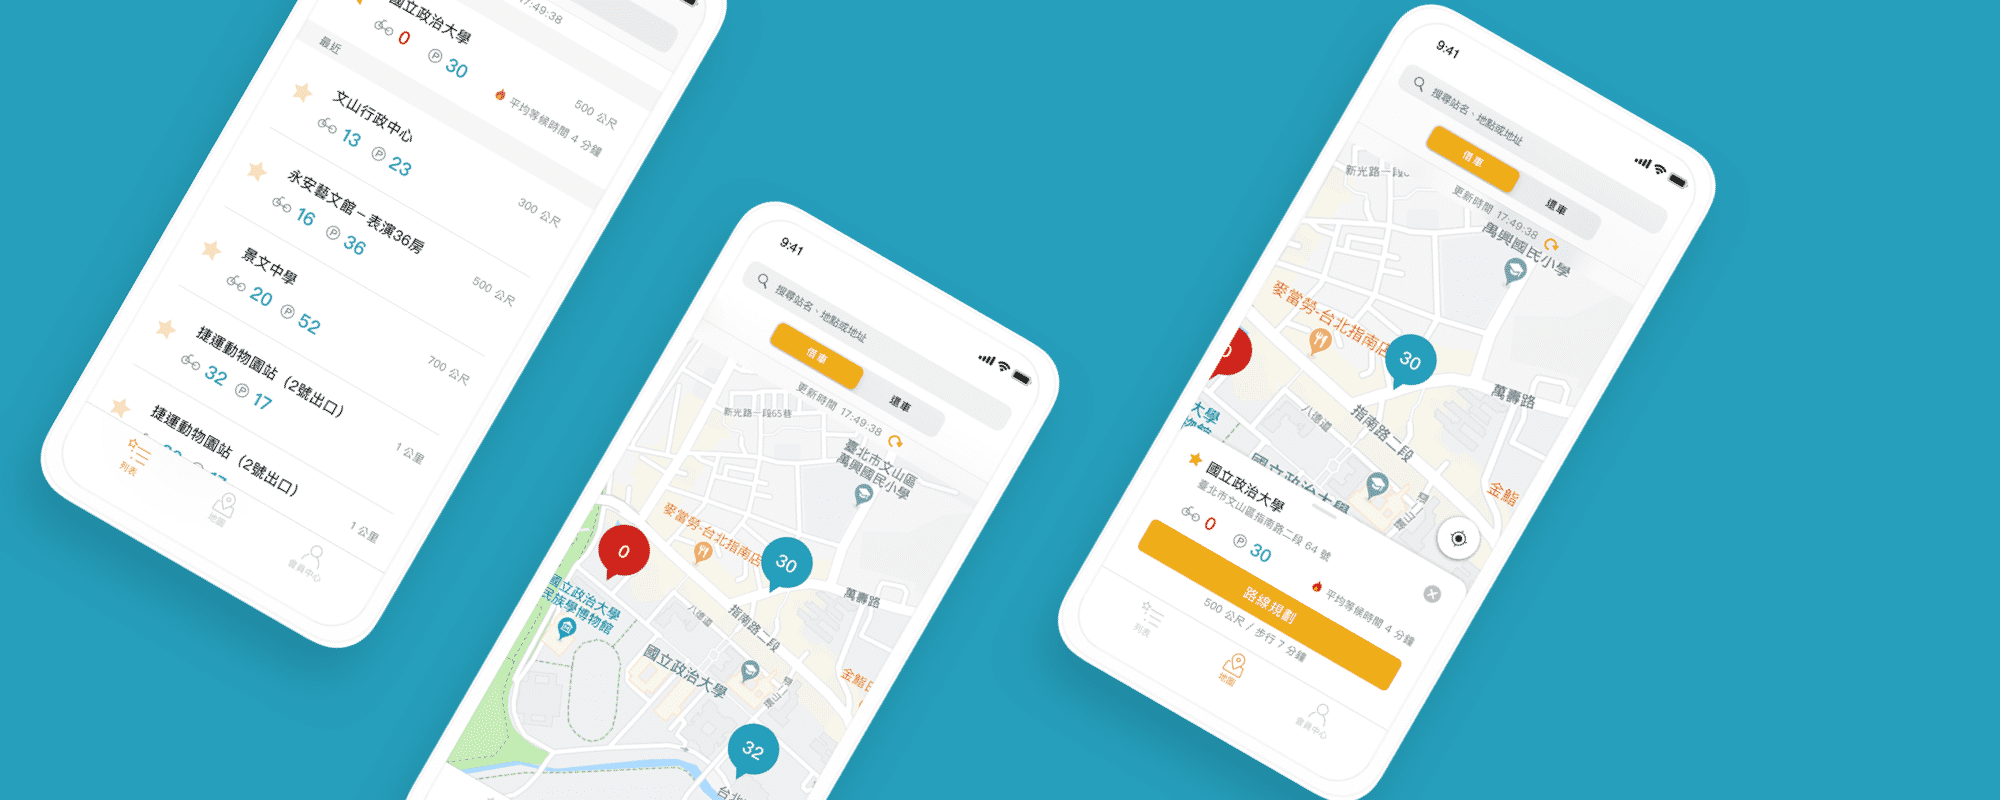 17:49:38
國立政治大學
0 30
500 公尺
平均等候時間 4 分鐘
最近
文山行政中心
13 23
300 公尺
永安藝文館－表演36房
16 36
500 公尺
景文中學
20 52
700 公尺
捷運動物園站（2號出口）
32 17
1 公里
捷運動物園站（2號出口）
1 公里
列表
地圖
會員中心
9:41
搜尋站名、地點或地址
借車
還車
更新時間 17:49:38
新光路一段65巷
臺北市文山區
萬興國民小學
麥當勞-台北指南店
0
30
萬壽路
國立政治大學
民族學博物館
八德道
指南路二段
國立政治大學
環山
金鮨
32
台北
9:41
搜尋站名、地點或地址
借車
還車
更新時間 17:49:38
新光路一段
萬興國民小學
麥當勞-台北指南店
30
萬壽路
大學
八德道
指南路二段
國立政治大學
環山
金鮨
國立政治大學
臺北市文山區指南路二段 64 號
0 30
平均等候時間 4 分鐘
路線規劃
500 公尺 / 步行 7 分鐘
列表
地圖
會員中心